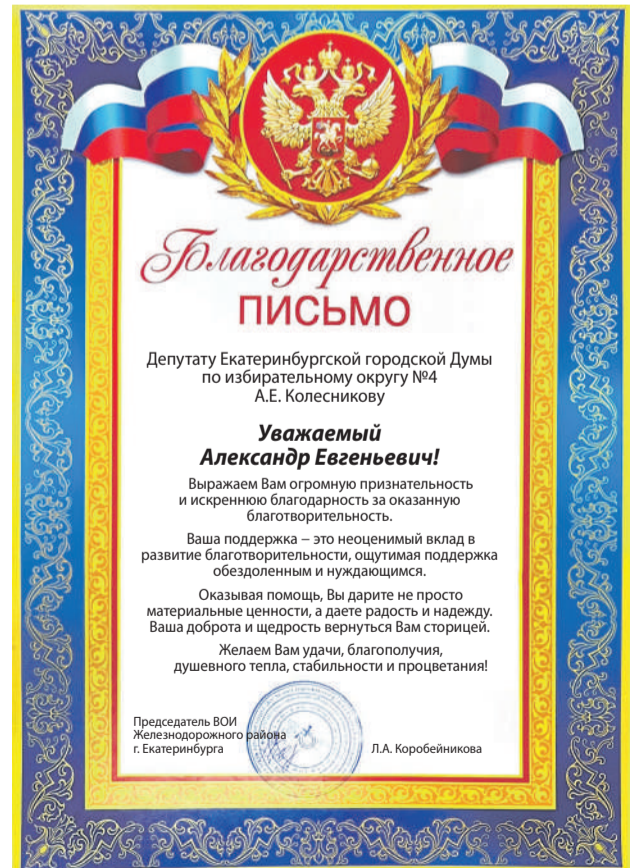 Благодарственное
ПИСЬМО
Депутату Екатеринбургской городской Думы
по избирательному округу №4
А.Е. Колесникову
Уважаемый
Александр Евгеньевич!
Выражаем Вам огромную признательность
и искреннюю благодарность за оказанную
благотворительность.
Ваша поддержка – это неоценимый вклад в
развитие благотворительности, ощутимая поддержка
обездоленным и нуждающимся.
Оказывая помощь, Вы дарите не просто
материальные ценности, а даете радость и надежду.
Ваша доброта и щедрость вернуться Вам сторицей.
Желаем Вам удачи, благополучия,
душевного тепла, стабильности и процветания!
Председатель ВОИ
Железнодорожного района
г. Екатеринбурга
Л.А. Коробейникова